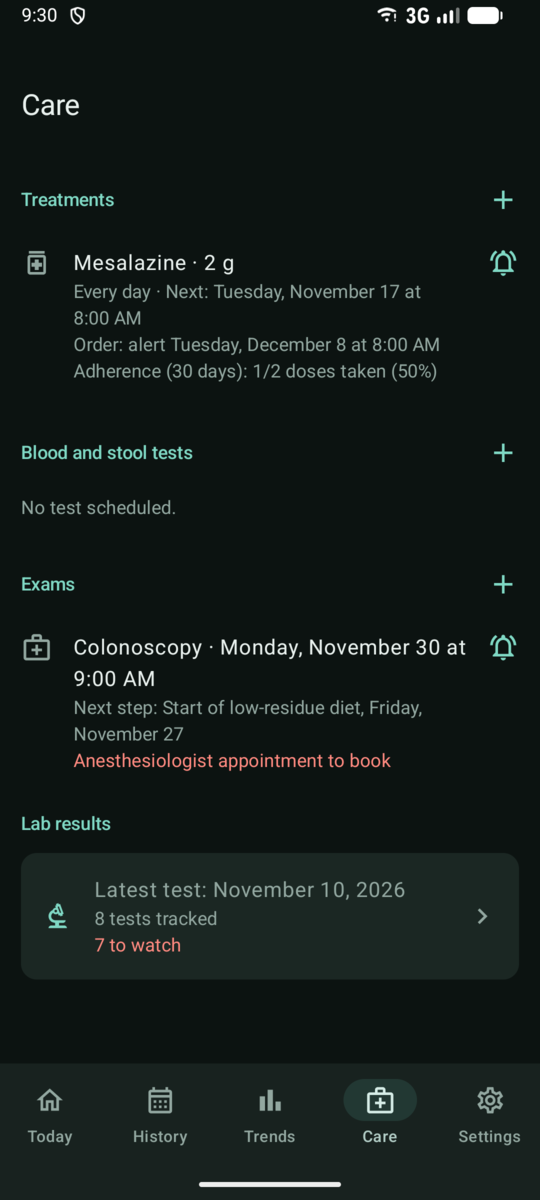 9:30
3G
Care
Treatments
Mesalazine · 2 g
Every day · Next: Tuesday, November 17 at
8:00 AM
Order: alert Tuesday, December 8 at 8:00 AM
Adherence (30 days): 1/2 doses taken (50%)
Blood and stool tests
No test scheduled.
Exams
Colonoscopy · Monday, November 30 at
9:00 AM
Next step: Start of low-residue diet, Friday,
November 27
Anesthesiologist appointment to book
Lab results
Latest test: November 10, 2026
8 tests tracked
7 to watch
Today
History
Trends
Care
Settings